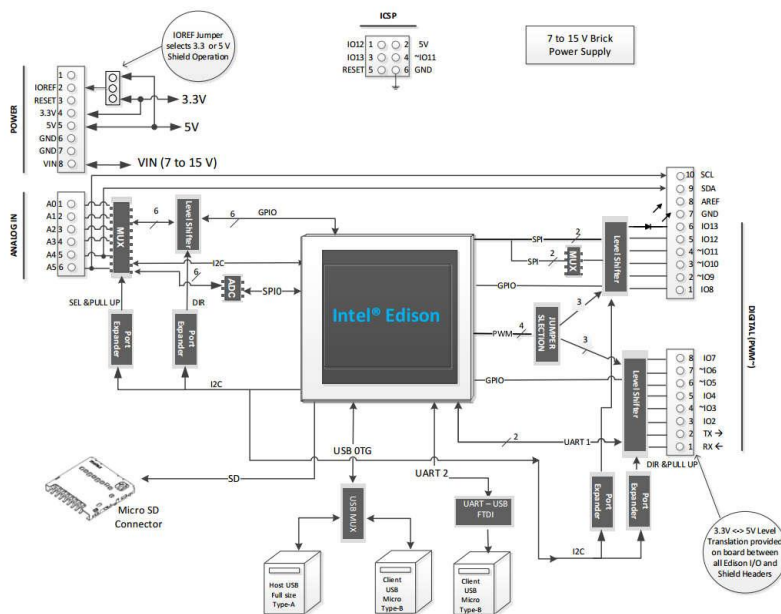 IOREF Jumper
selects 3.3 or 5 V
Shield Operation
ICSP
IO12 1 2 5V
IO13 3 4 ~IO11
RESET 5 6 GND
7 to 15 V Brick
Power Supply
POWER
1
IOREF 2
RESET 3
3.3V 4
5V 5
GND 6
GND 7
VIN 8
3.3V
5V
VIN (7 to 15 V)
ANALOG IN
A0 1
A1 2
A2 3
A3 4
A4 5
A5 6
MUX
6
Level Shifter
6
GPIO
I2C
6
ADC
SPI0
SEL &PULL UP
DIR
Port
Expander
Port
Expander
I2C
Intel® Edison
SPI
2
SPI
2
MUX
GPIO
Level Shifter
PWM
4
JUMPER
SLECTION
3
3
GPIO
Level Shifter
UART 1
2
10 SCL
9 SDA
8 AREF
7 GND
6 IO13
5 IO12
4 ~IO11
3 ~IO10
2 ~IO9
1 IO8
DIGITAL (PWM~)
8 IO7
7 ~IO6
6 ~IO5
5 IO4
4 ~IO3
3 IO2
2 TX →
1 RX ←
DIR &PULL UP
Port
Expander
Port
Expander
I2C
SD
Micro SD
Connector
USB OTG
USB MUX
UART 2
UART – USB
FTDI
Host USB
Full size
Type-A
Client
USB
Micro
Type-B
Client
USB
Micro
Type-B
3.3V <-> 5V Level
Translation provided
on board between
all Edison I/O and
Shield Headers